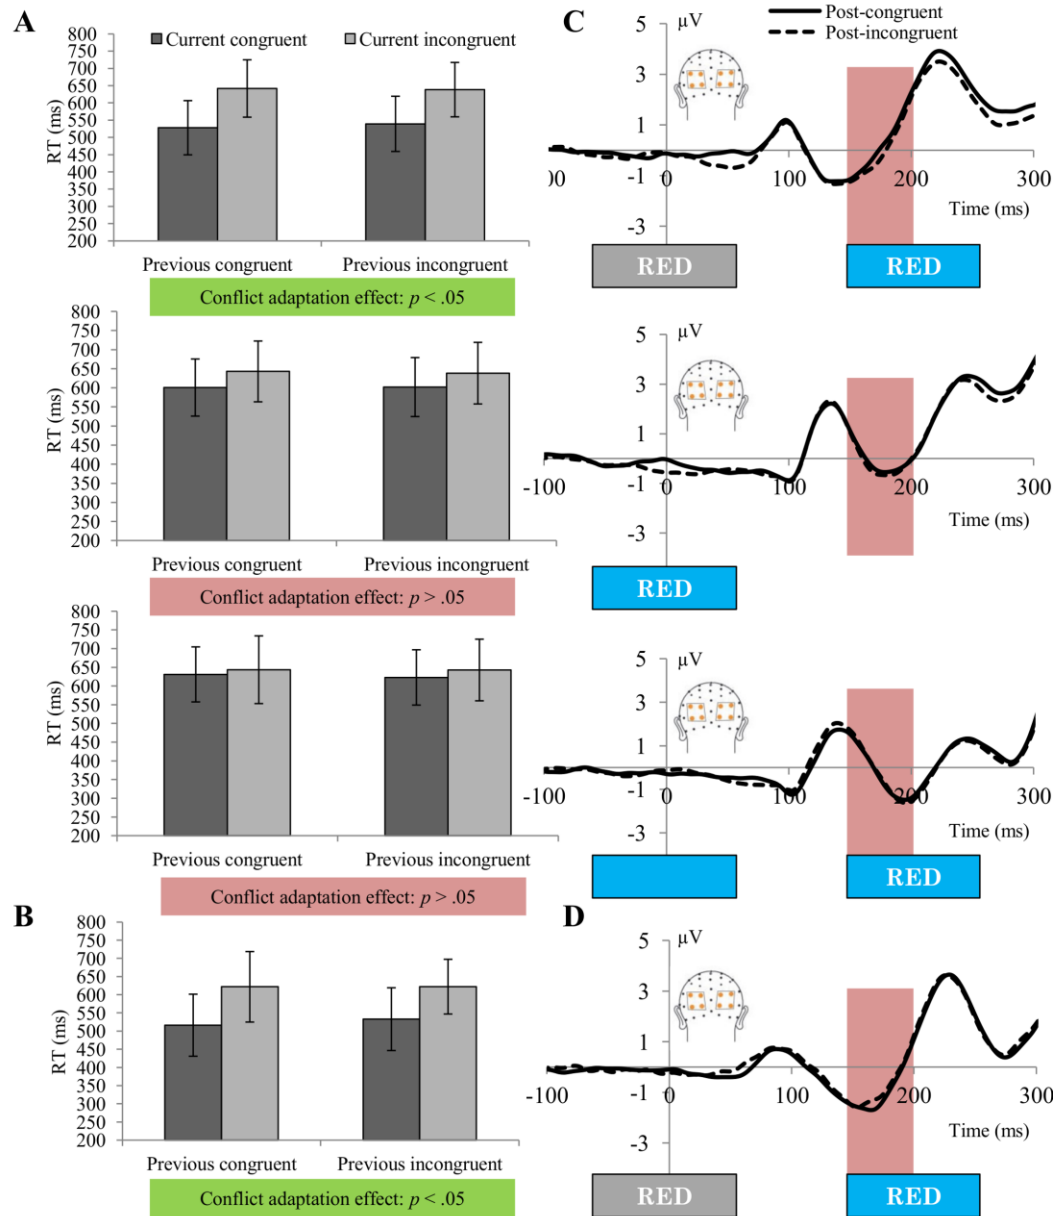 A
Current congruent Current incongruent
800
750
700
650
600
550
500
450
400
350
300
250
200
RT (ms)
Previous congruent Previous incongruent
Conflict adaptation effect: p < .05
800
750
700
650
600
550
500
450
400
350
300
250
200
RT (ms)
Previous congruent Previous incongruent
Conflict adaptation effect: p > .05
800
750
700
650
600
550
500
450
400
350
300
250
200
RT (ms)
Previous congruent Previous incongruent
Conflict adaptation effect: p > .05
B
800
750
700
650
600
550
500
450
400
350
300
250
200
RT (ms)
Previous congruent Previous incongruent
Conflict adaptation effect: p < .05
C
Post-congruent
Post-incongruent
µV
5
3
1
-1
-3
00 0 100 200 300
Time (ms)
RED RED
µV
5
3
1
-1
-3
-100 0 100 200 300
Time (ms)
RED
µV
5
3
1
-1
-3
-100 0 100 200 300
Time (ms)
RED
D
µV
5
3
1
-1
-3
-100 0 100 200 300
Time (ms)
RED RED